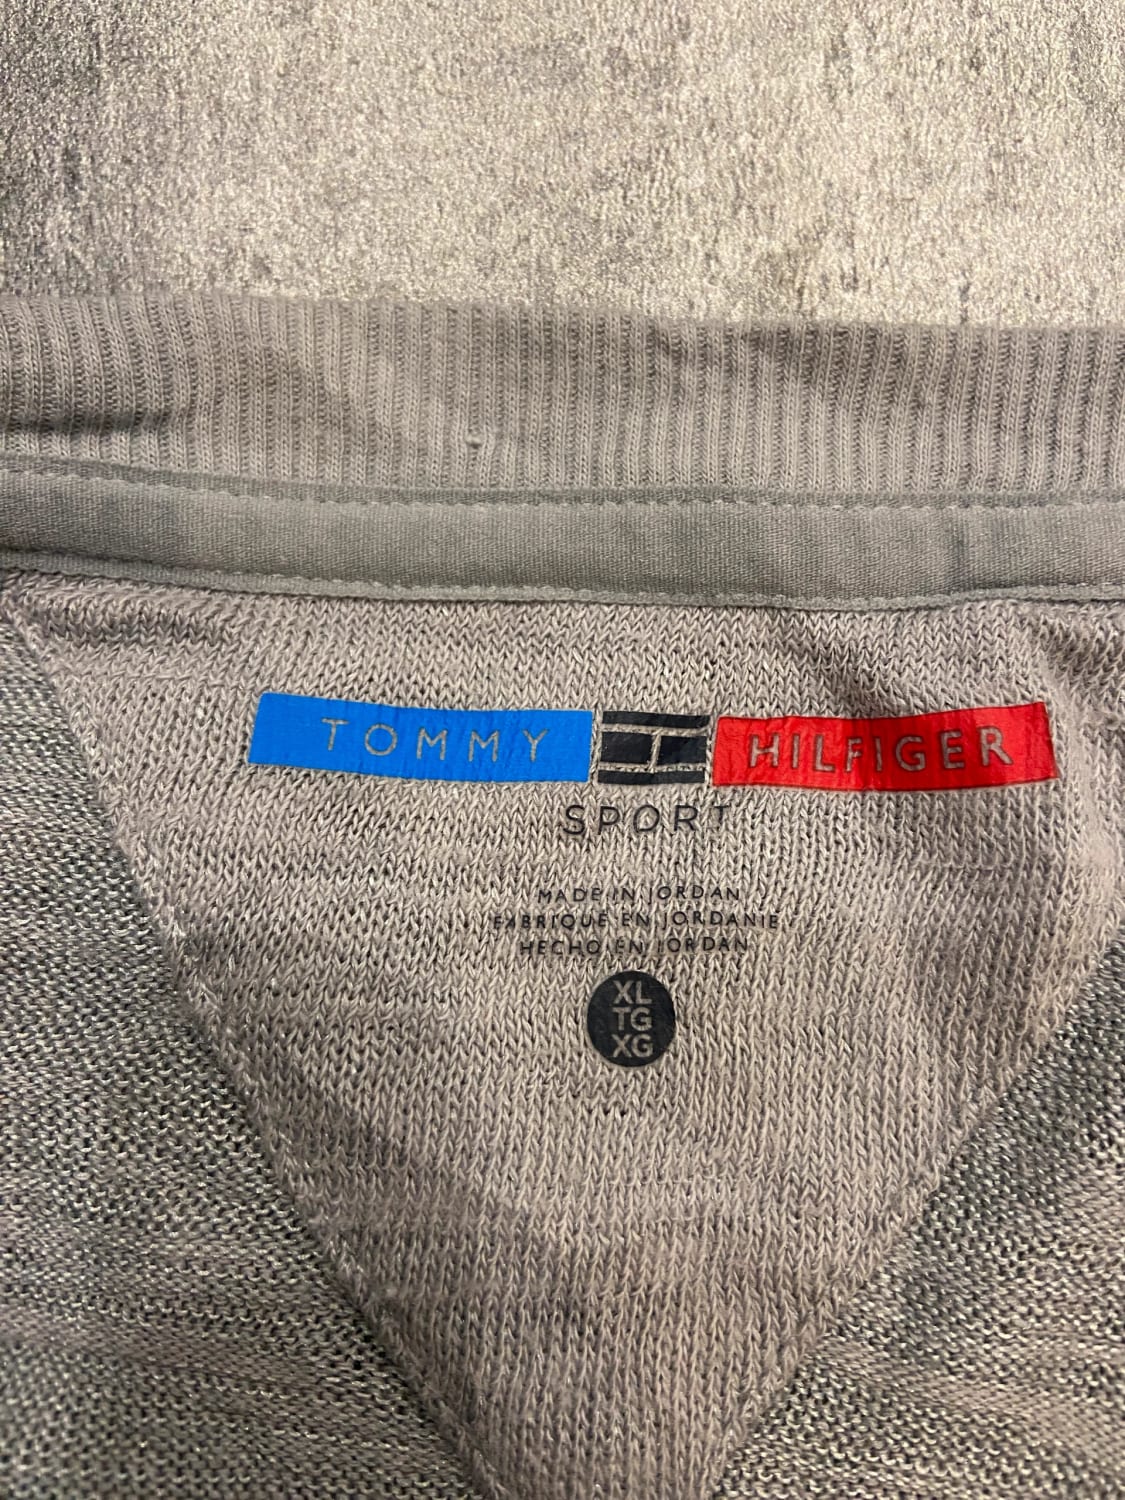 TOMMY HILFIGER
SPORT
MADE IN JORDAN
FABRIQUÉ EN JORDANIE
HECHO EN JORDAN
XL
TG
XG